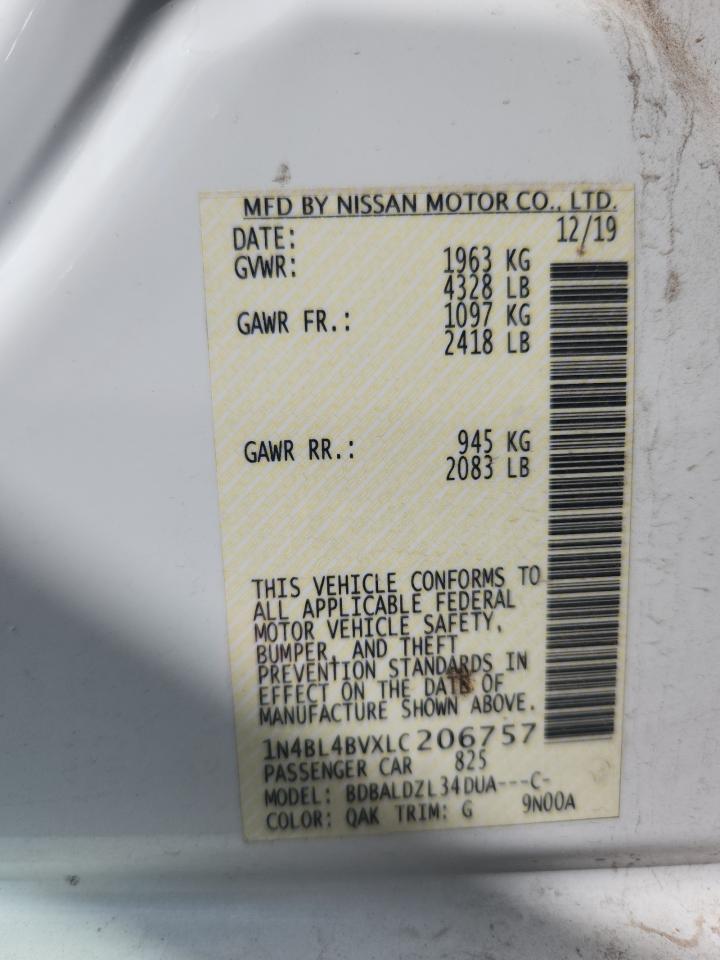 MFD BY NISSAN MOTOR CO., LTD.
DATE: 12/19
GVWR: 1963 KG
4328 LB
GAWR FR.: 1097 KG
2418 LB
GAWR RR.: 945 KG
2083 LB
THIS VEHICLE CONFORMS TO
ALL APPLICABLE FEDERAL
MOTOR VEHICLE SAFETY,
BUMPER, AND THEFT
PREVENTION STANDARDS IN
EFFECT ON THE DATE OF
MANUFACTURE SHOWN ABOVE.
1N4BL4BVXLC206757
PASSENGER CAR 825
MODEL: BDBALDZL34DUA---C-
COLOR: QAK TRIM: G 9N00A